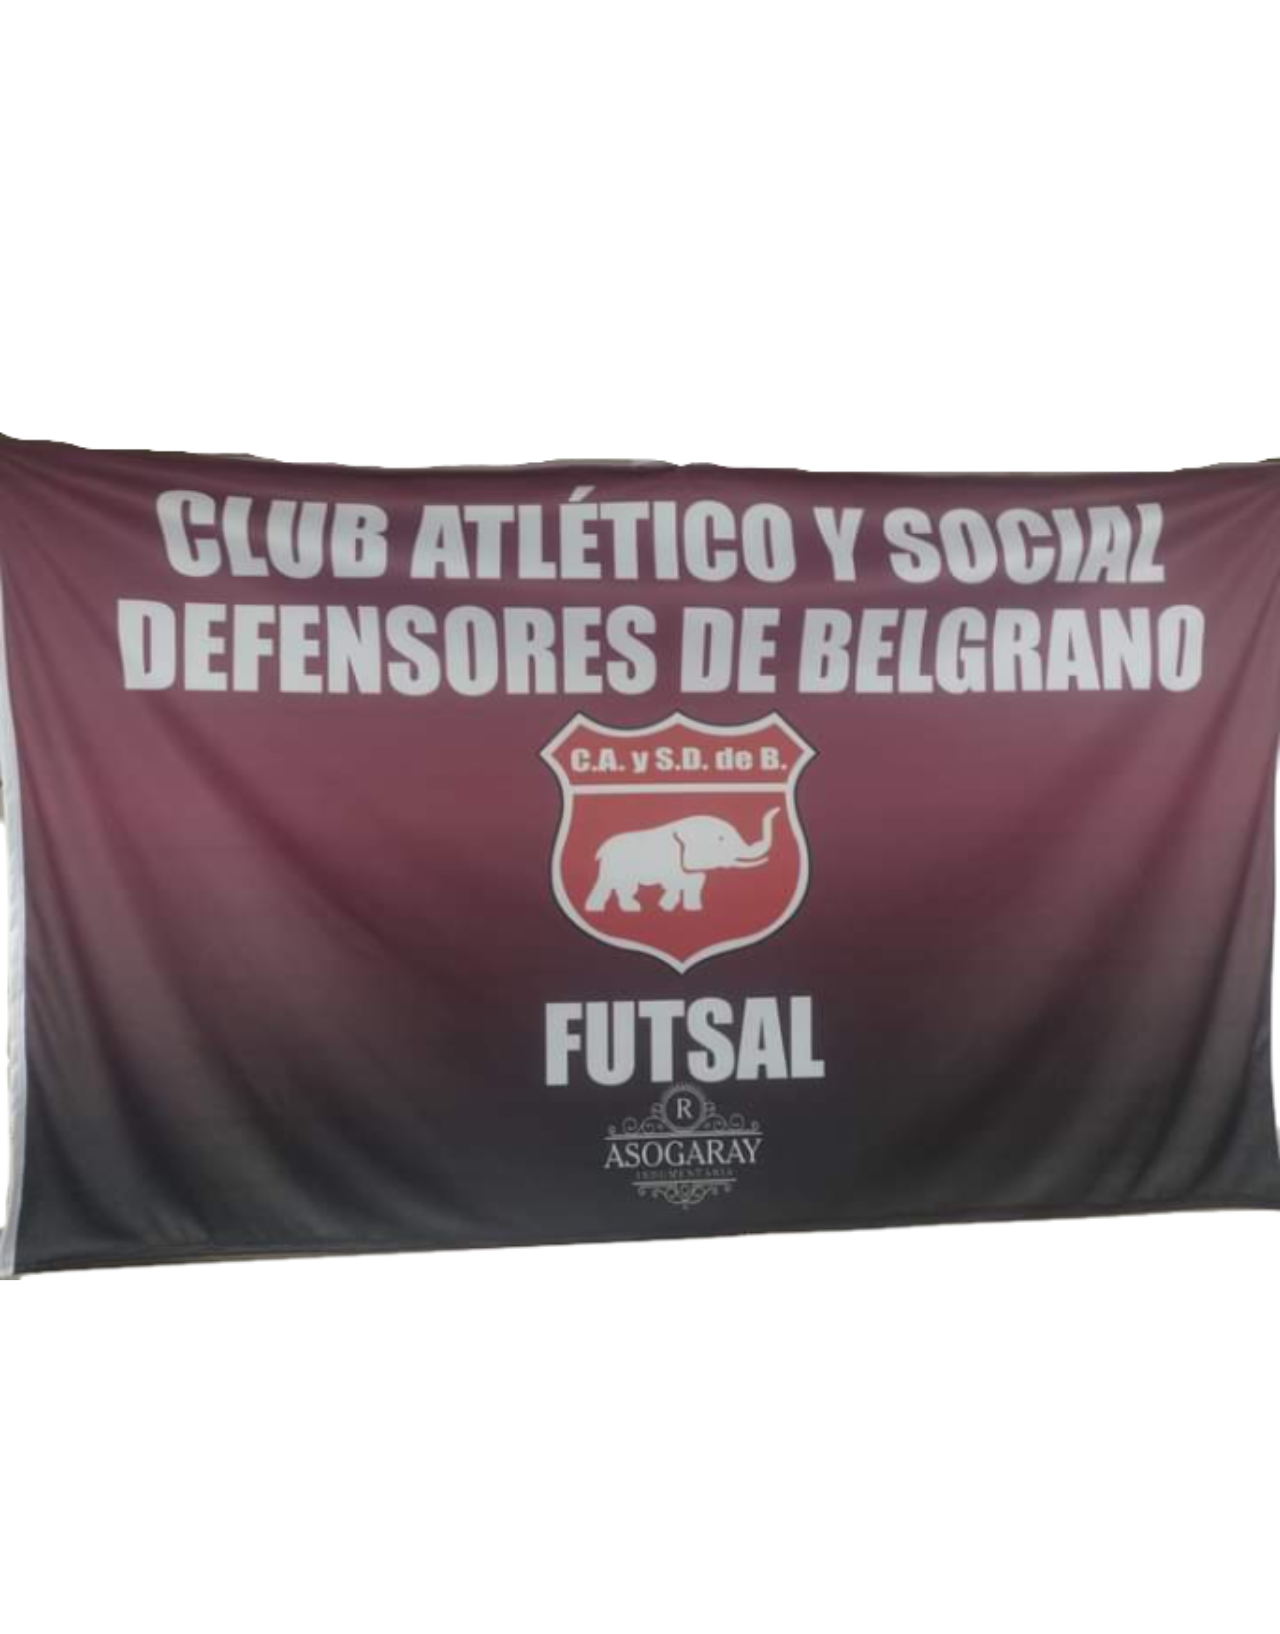 CLUB ATLÉTICO Y SOCIAL
DEFENSORES DE BELGRANO
C.A. y S.D. de B.
FUTSAL
R
ASOGARAY
INDUMENTARIA